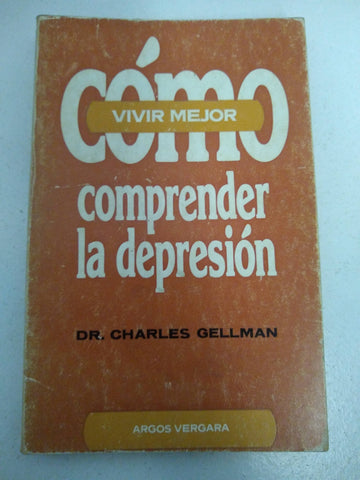 cómo
VIVIR MEJOR
comprender
la depresión
DR. CHARLES GELLMAN
ARGOS VERGARA